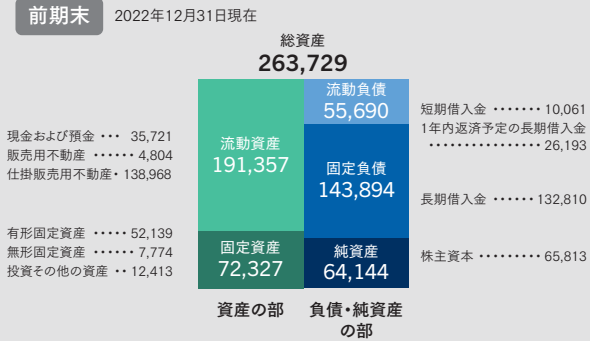 前期末 2022年12月31日現在
総資産
263,729
現金および預金 ・・・ 35,721
販売用不動産 ・・・・・・ 4,804
仕掛販売用不動産・ 138,968
有形固定資産 ・・・・・ 52,139
無形固定資産 ・・・・・・ 7,774
投資その他の資産 ・・ 12,413
流動資産
191,357
固定資産
72,327
流動負債
55,690
固定負債
143,894
純資産
64,144
短期借入金 ・・・・・・・ 10,061
1年内返済予定の長期借入金
・・・・・・・・・・・・・・・・ 26,193
長期借入金 ・・・・・・ 132,810
株主資本 ・・・・・・・・・ 65,813
資産の部
負債・純資産
の部